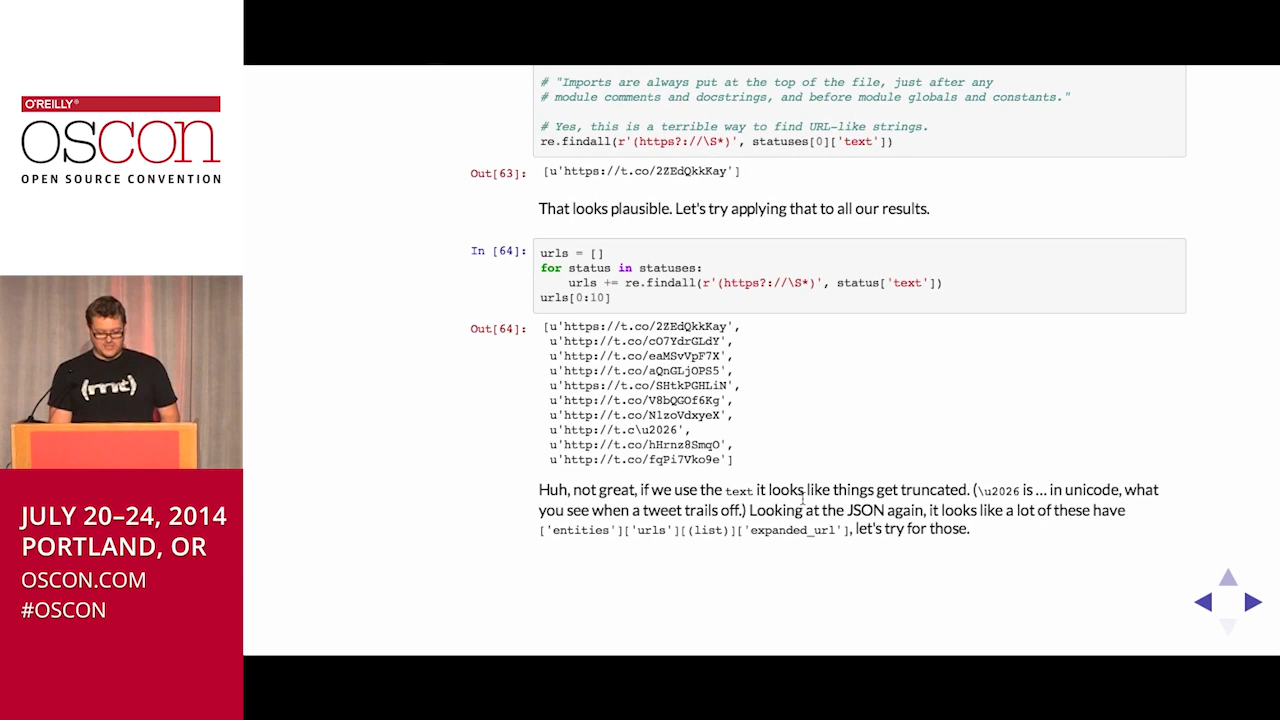 O'REILLY®
OSCON
OPEN SOURCE CONVENTION
(mt)
JULY 20–24, 2014
PORTLAND, OR
OSCON.COM
#OSCON
# "Imports are always put at the top of the file, just after any
# module comments and docstrings, and before module globals and constants."
# Yes, this is a terrible way to find URL-like strings.
re.findall(r'(https?://\S*)', statuses[0]['text'])
Out[63]: [u'https://t.co/2ZEdQkkKay']
That looks plausible. Let's try applying that to all our results.
In [64]: urls = []
for status in statuses:
    urls += re.findall(r'(https?://\S*)', status['text'])
urls[0:10]
Out[64]: [u'https://t.co/2ZEdQkkKay',
u'http://t.co/cO7YdrGLdY',
u'http://t.co/eaMSvVpF7X',
u'http://t.co/aQnGLjOPS5',
u'https://t.co/SHtkPGHLiN',
u'http://t.co/V8bQGOf6Kg',
u'http://t.co/N1zoVdxyeX',
u'http://t.c\u2026',
u'http://t.co/hHrnz8SmqO',
u'http://t.co/fqPi7Vko9e']
Huh, not great, if we use the text it looks like things get truncated. (\u2026 is ... in unicode, what
you see when a tweet trails off.) Looking at the JSON again, it looks like a lot of these have
['entities']['urls'][(list)]['expanded_url'], let's try for those.